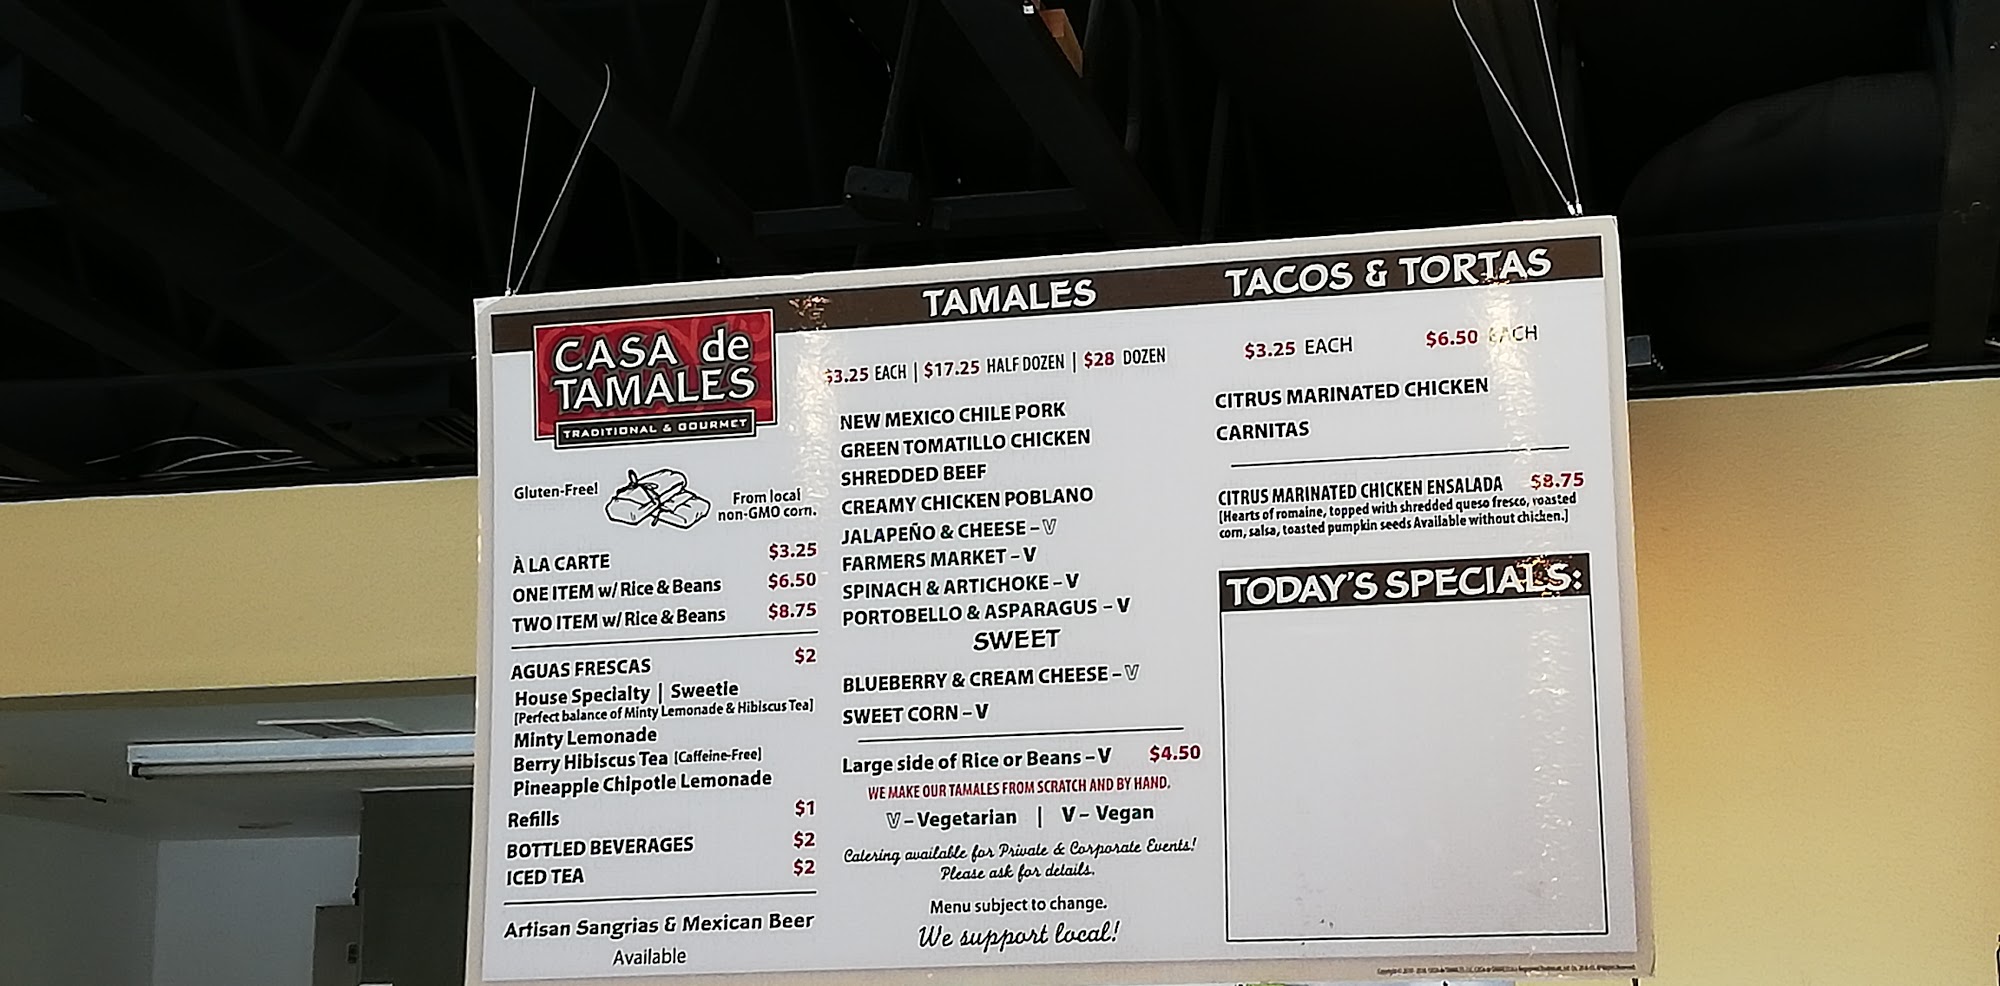 CASA de
TAMALES
TRADITIONAL & GOURMET
Gluten-Free!
From local
non-GMO corn.
À LA CARTE $3.25
ONE ITEM w/ Rice & Beans $6.50
TWO ITEM w/ Rice & Beans $8.75
AGUAS FRESCAS $2
House Specialty | Sweetie
[Perfect balance of Minty Lemonade & Hibiscus Tea]
Minty Lemonade
Berry Hibiscus Tea [Caffeine-Free]
Pineapple Chipotle Lemonade
Refills $1
BOTTLED BEVERAGES $2
ICED TEA $2
Artisan Sangrias & Mexican Beer
Available
TAMALES
$3.25 EACH | $17.25 HALF DOZEN | $28 DOZEN
NEW MEXICO CHILE PORK
GREEN TOMATILLO CHICKEN
SHREDDED BEEF
CREAMY CHICKEN POBLANO
JALAPEÑO & CHEESE – V
FARMERS MARKET – V
SPINACH & ARTICHOKE – V
PORTOBELLO & ASPARAGUS – V
SWEET
BLUEBERRY & CREAM CHEESE – V
SWEET CORN – V
Large side of Rice or Beans – V $4.50
WE MAKE OUR TAMALES FROM SCRATCH AND BY HAND.
V – Vegetarian | V – Vegan
Catering available for Private & Corporate Events!
Please ask for details.
Menu subject to change.
We support local!
TACOS & TORTAS
$3.25 EACH $6.50 EACH
CITRUS MARINATED CHICKEN
CARNITAS
CITRUS MARINATED CHICKEN ENSALADA $8.75
[Hearts of romaine, topped with shredded queso fresco, roasted
corn, salsa, toasted pumpkin seeds Available without chicken.]
TODAY'S SPECIALS: